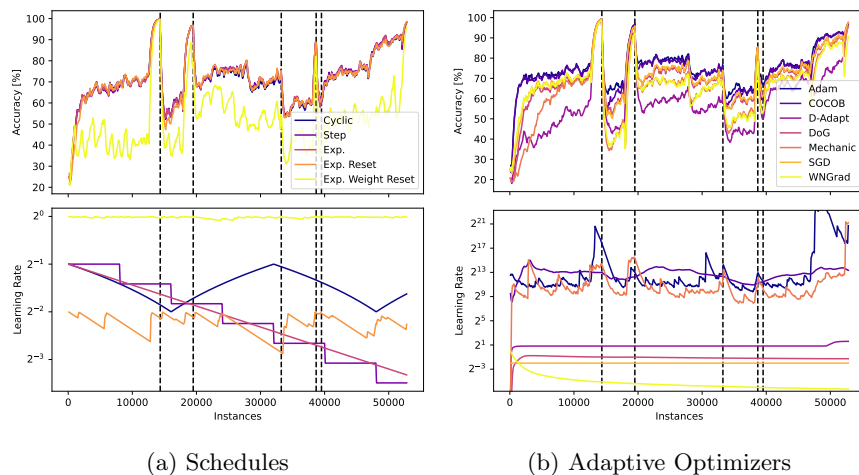 100
90
80
70
60
50
40
30
20
Accuracy [%]
Cyclic
Step
Exp.
Exp. Reset
Exp. Weight Reset
2^0
2^-1
2^-2
2^-3
Learning Rate
0
10000
20000
30000
40000
50000
Instances
(a) Schedules
100
90
80
70
60
50
40
30
20
Accuracy [%]
Adam
COCOB
D-Adapt
DoG
Mechanic
SGD
WNGrad
2^21
2^17
2^13
2^9
2^5
2^1
2^-3
Learning Rate
0
10000
20000
30000
40000
50000
Instances
(b) Adaptive Optimizers